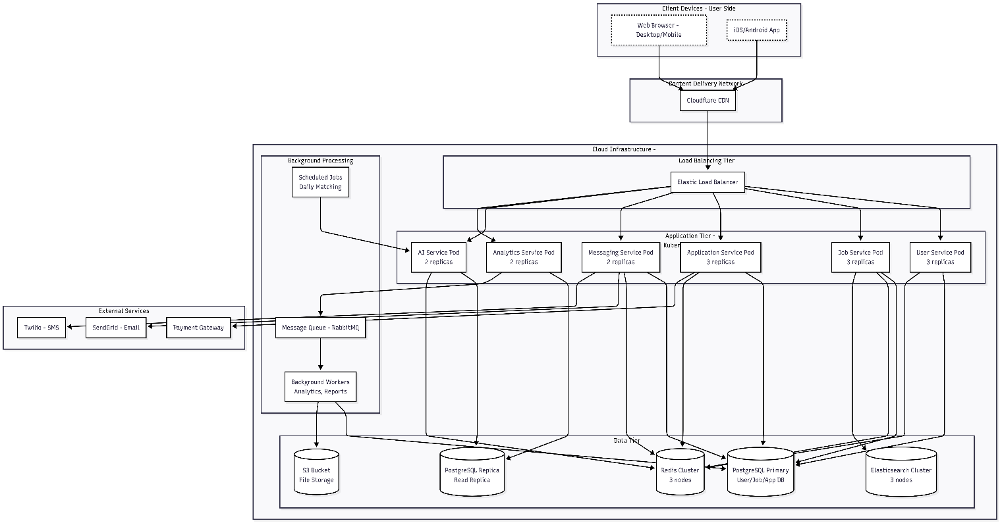 Client Devices - User Side
Web Browser -
Desktop/Mobile
iOS/Android App
Content Delivery Network
Cloudflare CDN
Cloud Infrastructure -
Background Processing
Load Balancing Tier
Scheduled Jobs
Daily Matching
Elastic Load Balancer
Application Tier -
Kuber
AI Service Pod
2 replicas
Analytics Service Pod
2 replicas
Messaging Service Pod
2 replicas
Application Service Pod
3 replicas
Job Service Pod
3 replicas
User Service Pod
3 replicas
External Services
Twilio - SMS
SendGrid - Email
Payment Gateway
Message Queue - RabbitMQ
Background Workers
Analytics, Reports
Data Tier
S3 Bucket
File Storage
PostgreSQL Replica
Read Replica
Redis Cluster
3 nodes
PostgreSQL Primary
User/Job/App DB
Elasticsearch Cluster
3 nodes